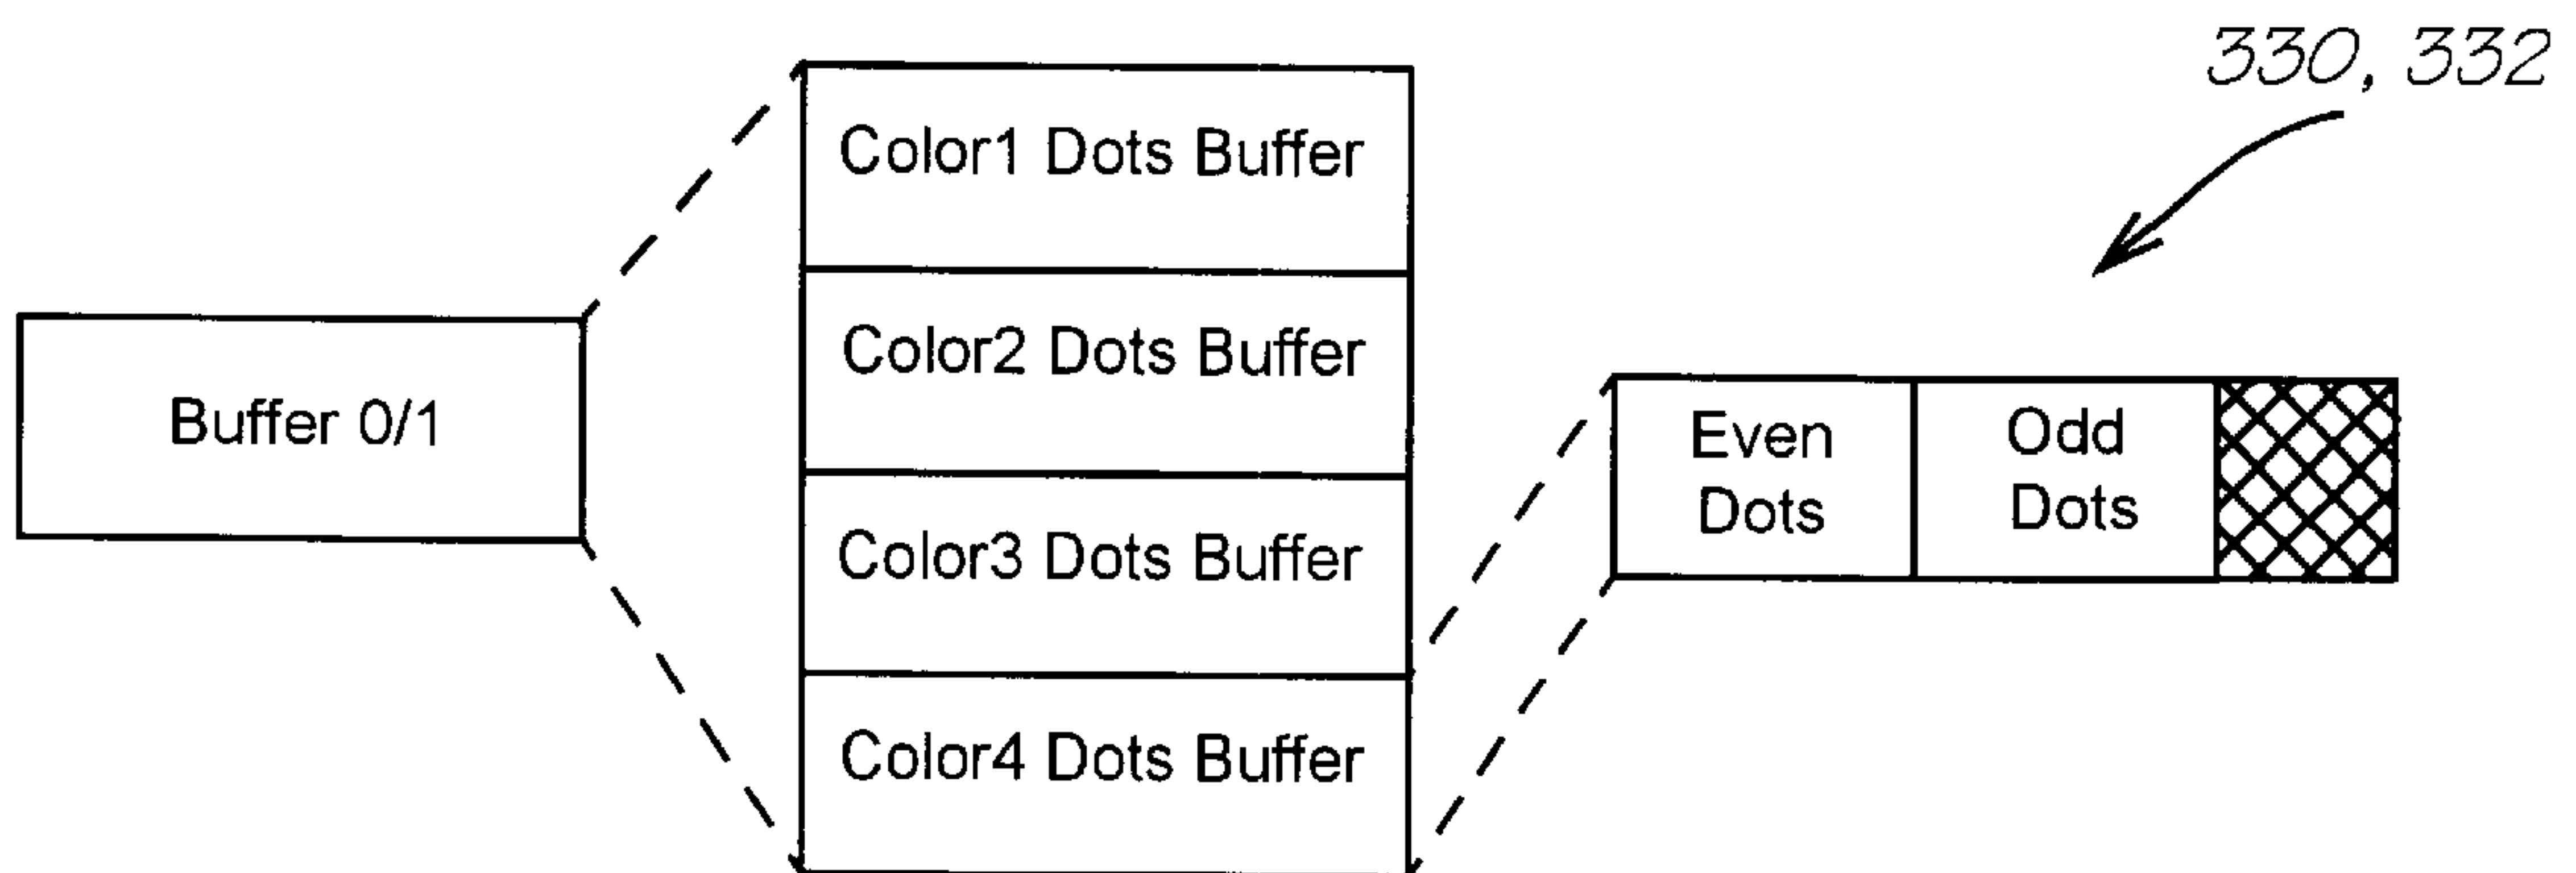 330, 332
Color1 Dots Buffer
Color2 Dots Buffer
Buffer 0/1
Even
Dots
Odd
Dots
Color3 Dots Buffer
Color4 Dots Buffer